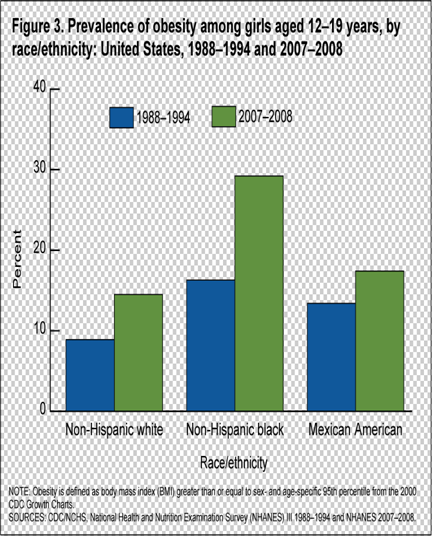 Figure 3. Prevalence of obesity among girls aged 12–19 years, by
race/ethnicity: United States, 1988–1994 and 2007–2008
40
1988–1994
2007–2008
30
20
Percent
10
0
Non-Hispanic white
Non-Hispanic black
Mexican American
Race/ethnicity
NOTE: Obesity is defined as body mass index (BMI) greater than or equal to sex- and age-specific 95th percentile from the 2000
CDC Growth Charts.
SOURCES: CDC/NCHS, National Health and Nutrition Examination Survey (NHANES) III 1988–1994 and NHANES 2007–2008.